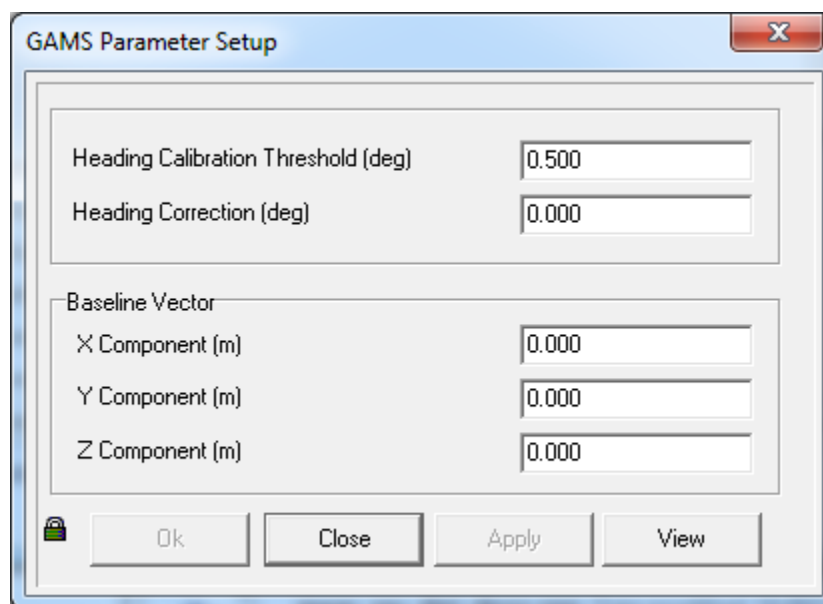 GAMS Parameter Setup
Heading Calibration Threshold (deg) 0.500
Heading Correction (deg) 0.000
Baseline Vector
X Component (m) 0.000
Y Component (m) 0.000
Z Component (m) 0.000
Ok Close Apply View